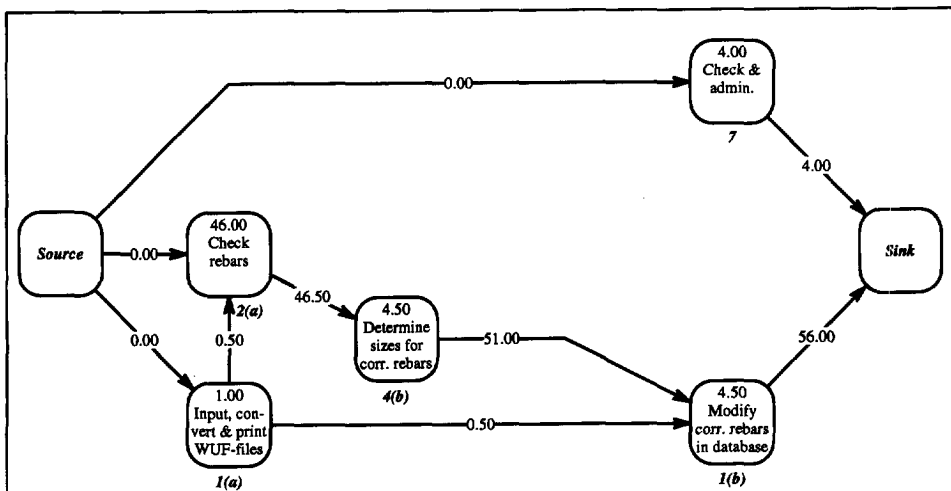 4.00
Check &
admin.
7
0.00
4.00
Source
0.00
46.00
Check
rebars
2(a)
Sink
46.50
0.00
0.50
4.50
Determine
sizes for
corr. rebars
4(b)
51.00
56.00
1.00
Input, con-
vert & print
WUF-files
1(a)
0.50
4.50
Modify
corr. rebars
in database
1(b)